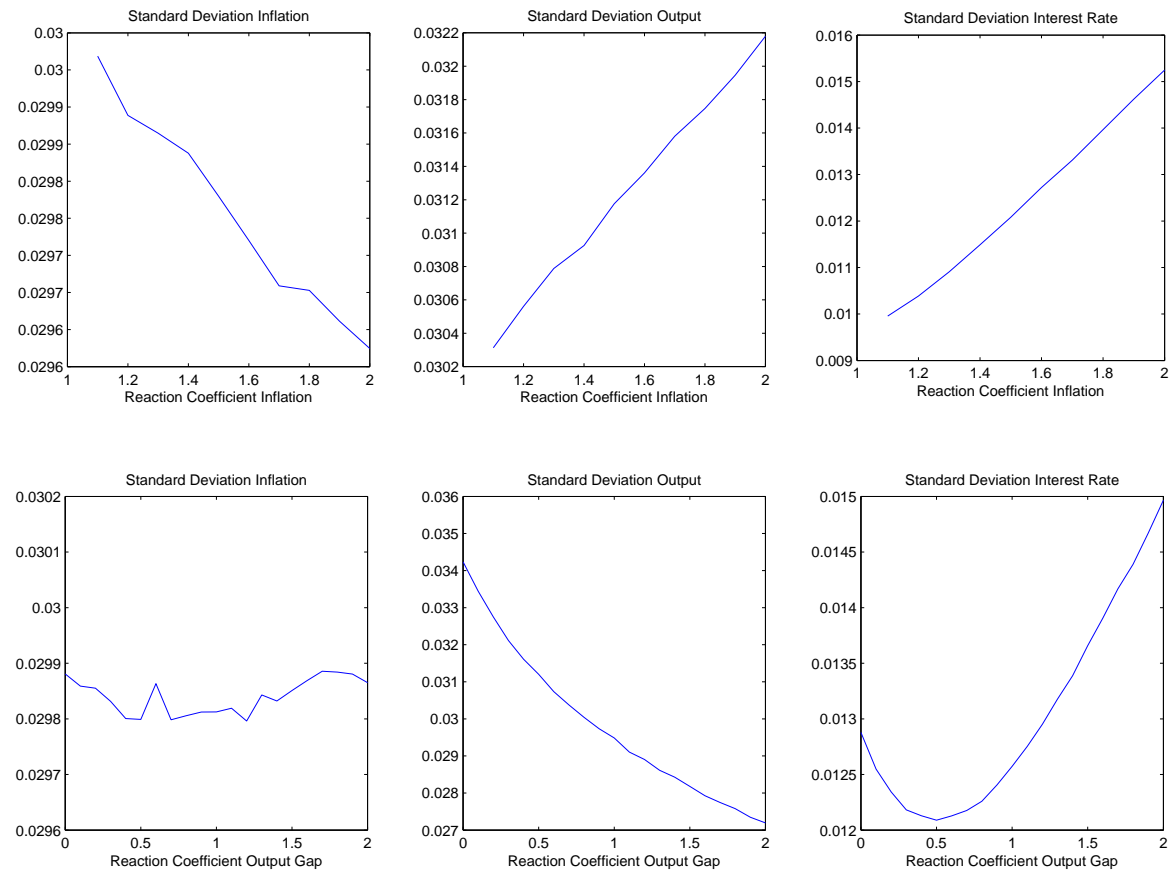 Standard Deviation Inflation
0.03
0.03
0.0299
0.0299
0.0298
0.0298
0.0297
0.0297
0.0296
0.0296
1 1.2 1.4 1.6 1.8 2
Reaction Coefficient Inflation
Standard Deviation Output
0.0322
0.032
0.0318
0.0316
0.0314
0.0312
0.031
0.0308
0.0306
0.0304
0.0302
1 1.2 1.4 1.6 1.8 2
Reaction Coefficient Inflation
Standard Deviation Interest Rate
0.016
0.015
0.014
0.013
0.012
0.011
0.01
0.009
1 1.2 1.4 1.6 1.8 2
Reaction Coefficient Inflation
Standard Deviation Inflation
0.0302
0.0301
0.03
0.0299
0.0298
0.0297
0.0296
0 0.5 1 1.5 2
Reaction Coefficient Output Gap
Standard Deviation Output
0.036
0.035
0.034
0.033
0.032
0.031
0.03
0.029
0.028
0.027
0 0.5 1 1.5 2
Reaction Coefficient Output Gap
Standard Deviation Interest Rate
0.015
0.0145
0.014
0.0135
0.013
0.0125
0.012
0 0.5 1 1.5 2
Reaction Coefficient Output Gap